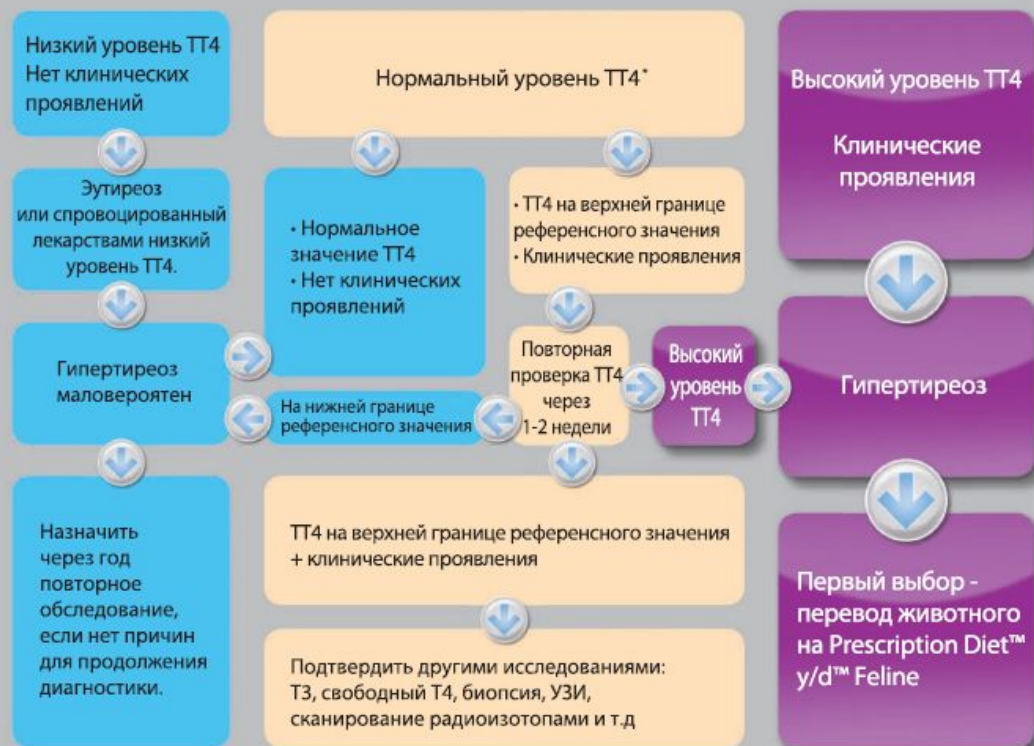 Низкий уровень ТТ4
Нет клинических
проявлений
Нормальный уровень ТТ4*
Высокий уровень ТТ4
Клинические
проявления
Эутиреоз
или спровоцированный
лекарствами низкий
уровень ТТ4.
• Нормальное
значение ТТ4
• Нет клинических
проявлений
• ТТ4 на верхней границе
референсного значения
• Клинические проявления
Гипертиреоз
маловероятен
На нижней границе
референсного значения
Повторная
проверка ТТ4
через
1-2 недели
Высокий
уровень
ТТ4
Гипертиреоз
Назначить
через год
повторное
обследование,
если нет причин
для продолжения
диагностики.
ТТ4 на верхней границе референсного значения
+ клинические проявления
Подтвердить другими исследованиями:
Т3, свободный Т4, биопсия, УЗИ,
сканирование радиоизотопами и т.д
Первый выбор -
перевод животного
на Prescription Diet™
y/d™ Feline